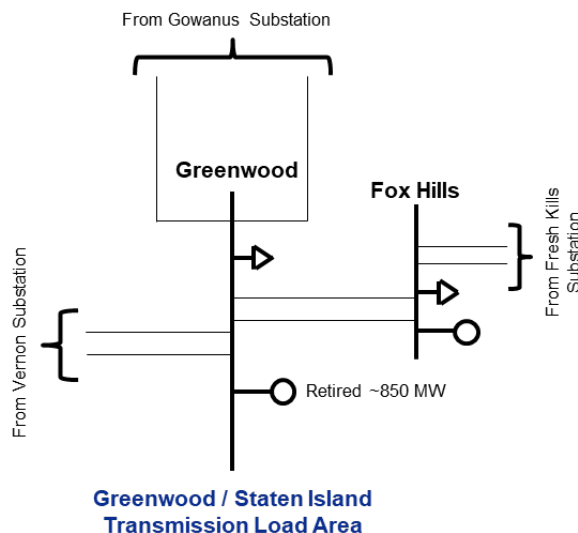 From Gowanus Substation
Greenwood
Fox Hills
From Fresh Kills
Substation
From Vernon Substation
Retired ~850 MW
Greenwood / Staten Island
Transmission Load Area